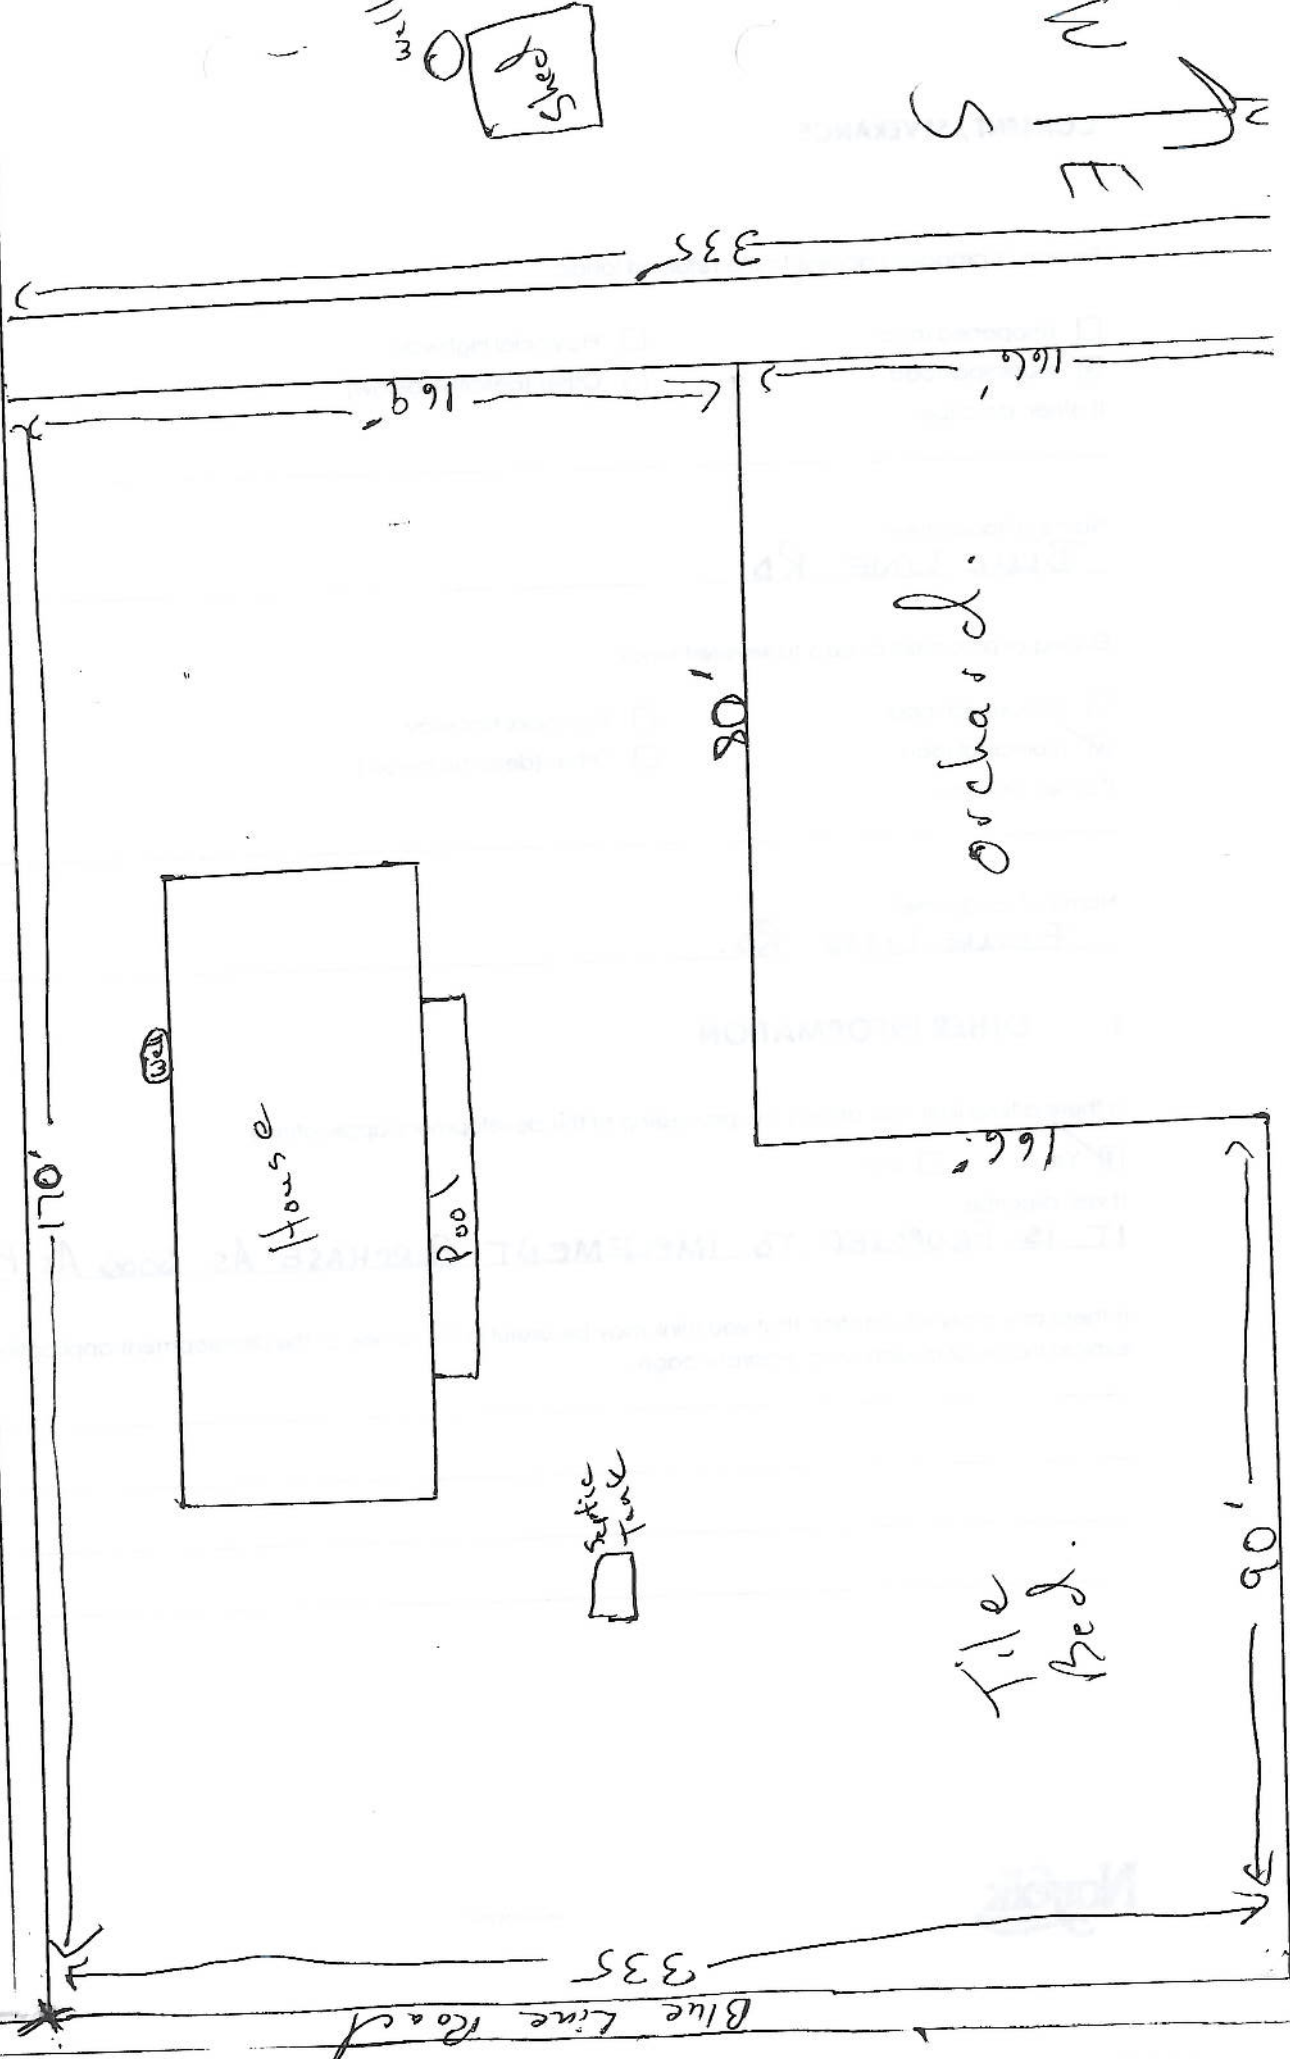 Well
Shed
W
S
N
E
335'
169'
166'
80'
Orchard.
Well
House
Pool
170'
166'
Septic
Tank
Tile
Bed.
90'
335
Blue Line Road